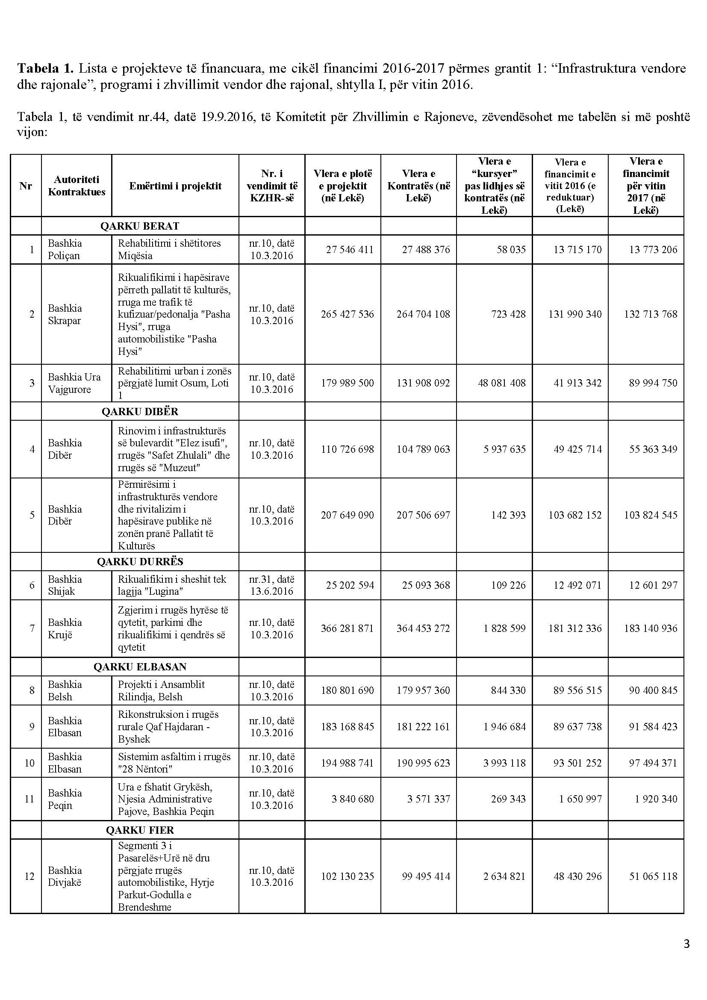 Tabela 1. Lista e projekteve të financuara, me cikël financimi 2016-2017 përmes grantit 1: “Infrastruktura vendore
dhe rajonale”, programi i zhvillimit vendor dhe rajonal, shtylla I, për vitin 2016.
Tabela 1, të vendimit nr.44, datë 19.9.2016, të Komitetit për Zhvillimin e Rajoneve, zëvendësohet me tabelën si më poshtë
vijon:
Nr
Autoriteti
Kontraktues
Emërtimi i projektit
Nr. i
vendimit të
KZHR-së
Vlera e plotë
e projektit
(në Lekë)
Vlera e
Kontratës (në
Lekë)
Vlera e
“kursyer”
pas lidhjes së
kontratës (në
Lekë)
Vlera e
financimit e
vitit 2016 (e
reduktuar)
(Lekë)
Vlera e
financimit
për vitin
2017 (në
Lekë)
QARKU BERAT
1
Bashkia
Poliçan
Rehabilitimi i shëtitores
Miqësia
nr.10, datë
10.3.2016
27 546 411
27 488 376
58 035
13 715 170
13 773 206
2
Bashkia
Skrapar
Rikualifikimi i hapësirave
përreth pallatit të kulturës,
rruga me trafik të
kufizuar/pedonalja "Pasha
Hysi", rruga
automobilistike "Pasha
Hysi"
nr.10, datë
10.3.2016
265 427 536
264 704 108
723 428
131 990 340
132 713 768
3
Bashkia Ura
Vajgurore
Rehabilitimi urban i zonës
përgjatë lumit Osum, Loti
1
nr.10, datë
10.3.2016
179 989 500
131 908 092
48 081 408
41 913 342
89 994 750
QARKU DIBËR
4
Bashkia
Dibër
Rinovim i infrastrukturës
së bulevardit "Elez isufi",
rrugës "Safet Zhulali" dhe
rrugës së "Muzeut"
nr.10, datë
10.3.2016
110 726 698
104 789 063
5 937 635
49 425 714
55 363 349
5
Bashkia
Dibër
Përmirësimi i
infrastrukturës vendore
dhe rivitalizim i
hapësirave publike në
zonën pranë Pallatit të
Kulturës
nr.10, datë
10.3.2016
207 649 090
207 506 697
142 393
103 682 152
103 824 545
QARKU DURRËS
6
Bashkia
Shijak
Rikualifikim i sheshit tek
lagjja "Lugina"
nr.31, datë
13.6.2016
25 202 594
25 093 368
109 226
12 492 071
12 601 297
7
Bashkia
Krujë
Zgjerim i rrugës hyrëse të
qytetit, parkimi dhe
rikualifikimi i qendrës së
qytetit
nr.10, datë
10.3.2016
366 281 871
364 453 272
1 828 599
181 312 336
183 140 936
QARKU ELBASAN
8
Bashkia
Belsh
Projekti i Ansamblit
Rilindja, Belsh
nr.10, datë
10.3.2016
180 801 690
179 957 360
844 330
89 556 515
90 400 845
9
Bashkia
Elbasan
Rikonstruksion i rrugës
rurale Qaf Hajdaran -
Byshek
nr.10, datë
10.3.2016
183 168 845
181 222 161
1 946 684
89 637 738
91 584 423
10
Bashkia
Elbasan
Sistemim asfaltim i rrugës
"28 Nëntori"
nr.10, datë
10.3.2016
194 988 741
190 995 623
3 993 118
93 501 252
97 494 371
11
Bashkia
Peqin
Ura e fshatit Grykësh,
Njesia Administrative
Pajove, Bashkia Peqin
nr.10, datë
10.3.2016
3 840 680
3 571 337
269 343
1 650 997
1 920 340
QARKU FIER
12
Bashkia
Divjakë
Segmenti 3 i
Pasarelës+Urë në dru
përgjate rrugës
automobilistike, Hyrje
Parkut-Godulla e
Brendeshme
nr.10, datë
10.3.2016
102 130 235
99 495 414
2 634 821
48 430 296
51 065 118
3